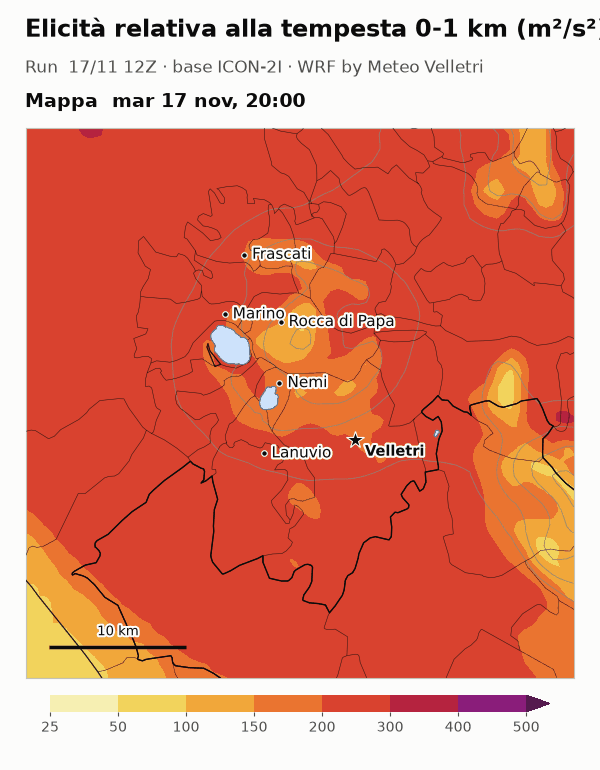 Elicità relativa alla tempesta 0-1 km (m²/s²)
Run 17/11 12Z · base ICON-2I · WRF by Meteo Velletri
Mappa mar 17 nov, 20:00
Frascati
Marino
Rocca di Papa
Nemi
Velletri
Lanuvio
10 km
25 50 100 150 200 300 400 500